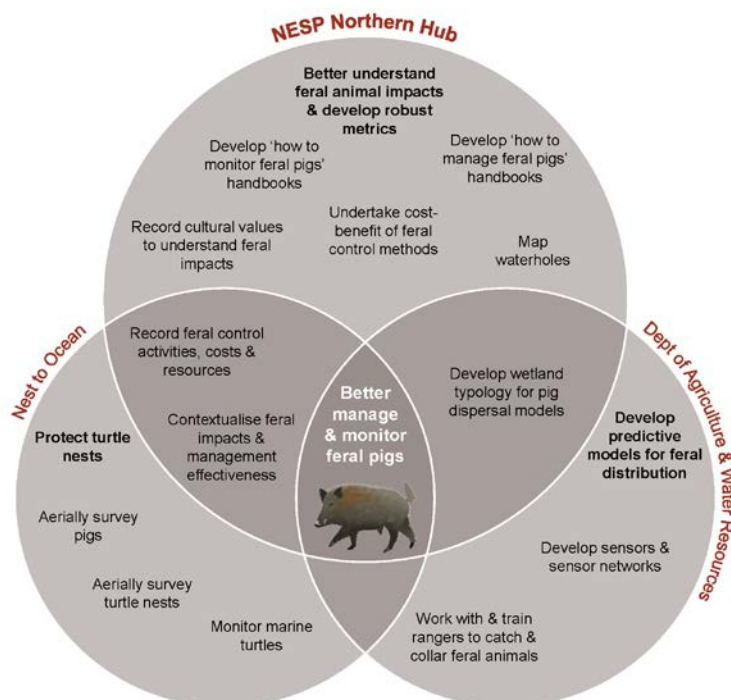 NESP Northern Hub
Better understand
feral animal impacts
& develop robust
metrics
Develop ‘how to
monitor feral pigs’
handbooks
Develop ‘how to
manage feral pigs’
handbooks
Record cultural values
to understand feral
impacts
Undertake cost-
benefit of feral
control methods
Map
waterholes
Nest to Ocean
Dept of Agriculture & Water Resources
Record feral control
activities, costs &
resources
Contextualise feral
impacts &
management
effectiveness
Better
manage
& monitor
feral pigs
Develop wetland
typology for pig
dispersal models
Protect turtle
nests
Aerially survey
pigs
Aerially survey
turtle nests
Monitor marine
turtles
Develop
predictive
models for feral
distribution
Develop sensors &
sensor networks
Work with & train
rangers to catch &
collar feral animals